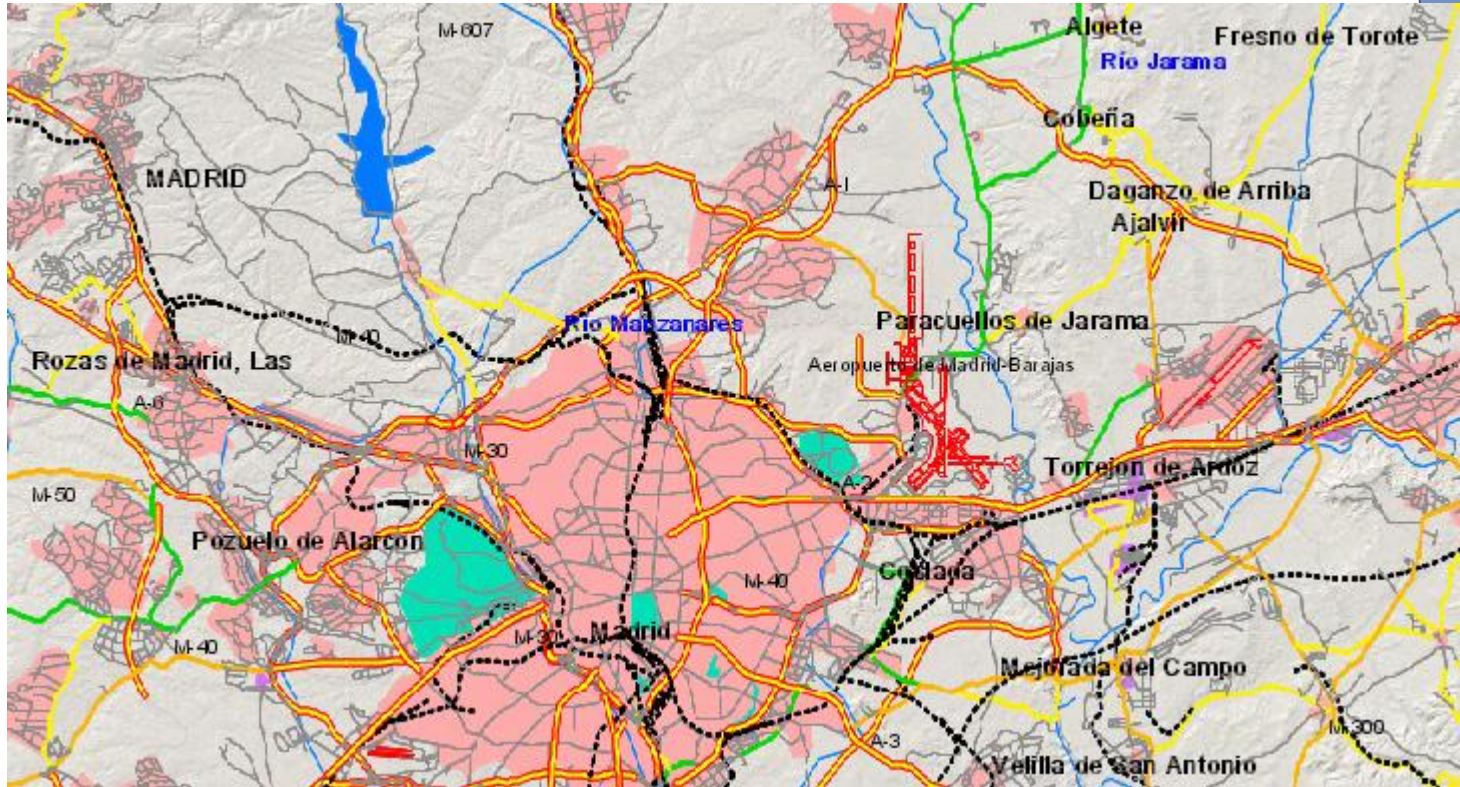 M-607
Algete
Fresno de Torote
Río Jarama
Cobeña
MADRID
A-I
Daganzo de Arriba
Ajalvir
Río Manzanares
Paracuellos de Jarama
M-40
Rozas de Madrid, Las
Aeropuerto de Madrid-Barajas
A-6
M-30
Torrejon de Ardoz
A-2
M-50
Pozuelo de Alarcon
Coslada
M-40
M-30
Madrid
M-40
Mejorada del Campo
M-300
A-3
Velilla de San Antonio